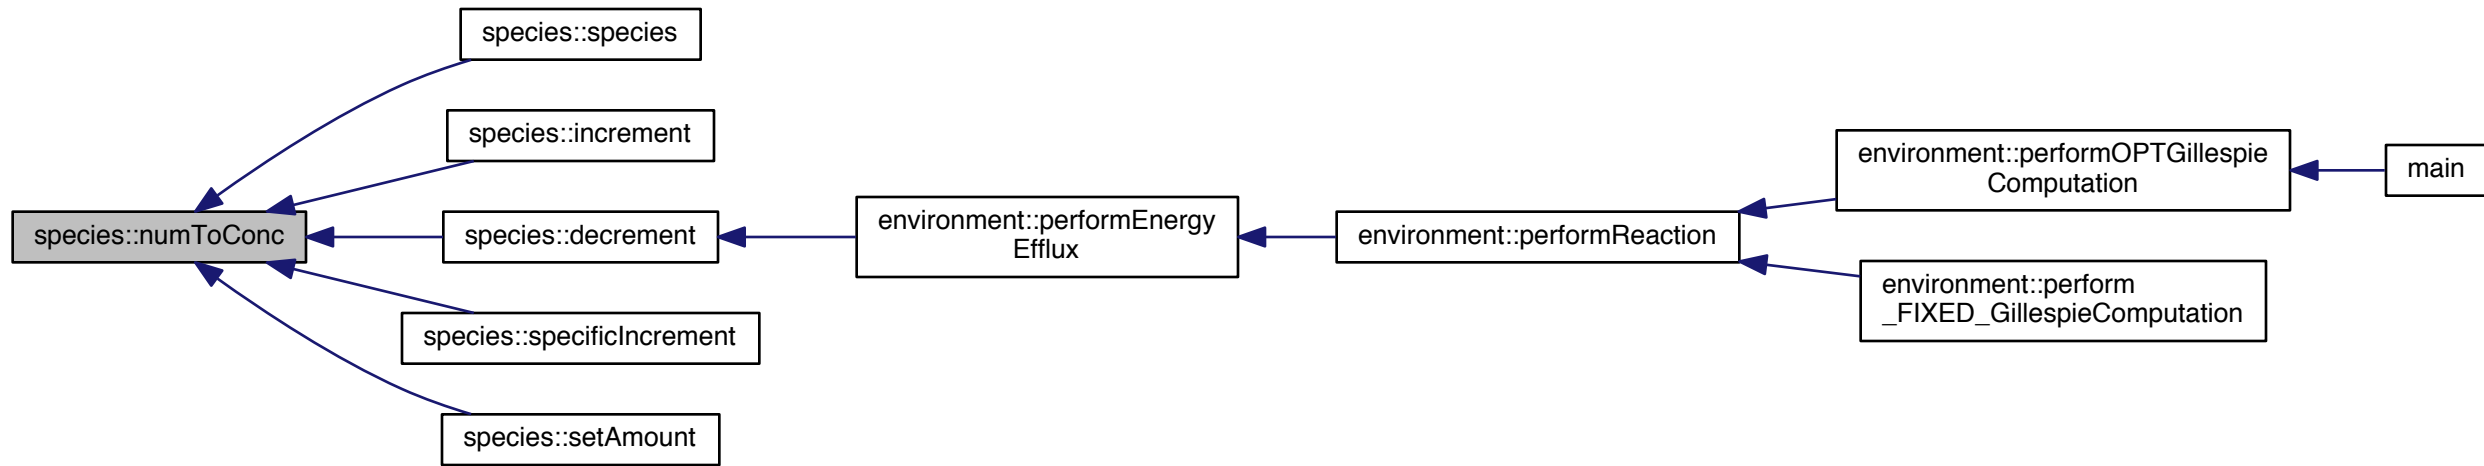 species::numToConc
species::species
species::increment
species::decrement
species::specificIncrement
species::setAmount
environment::performEnergy
Efflux
environment::performReaction
environment::performOPTGillespie
Computation
environment::perform
_FIXED_GillespieComputation
main